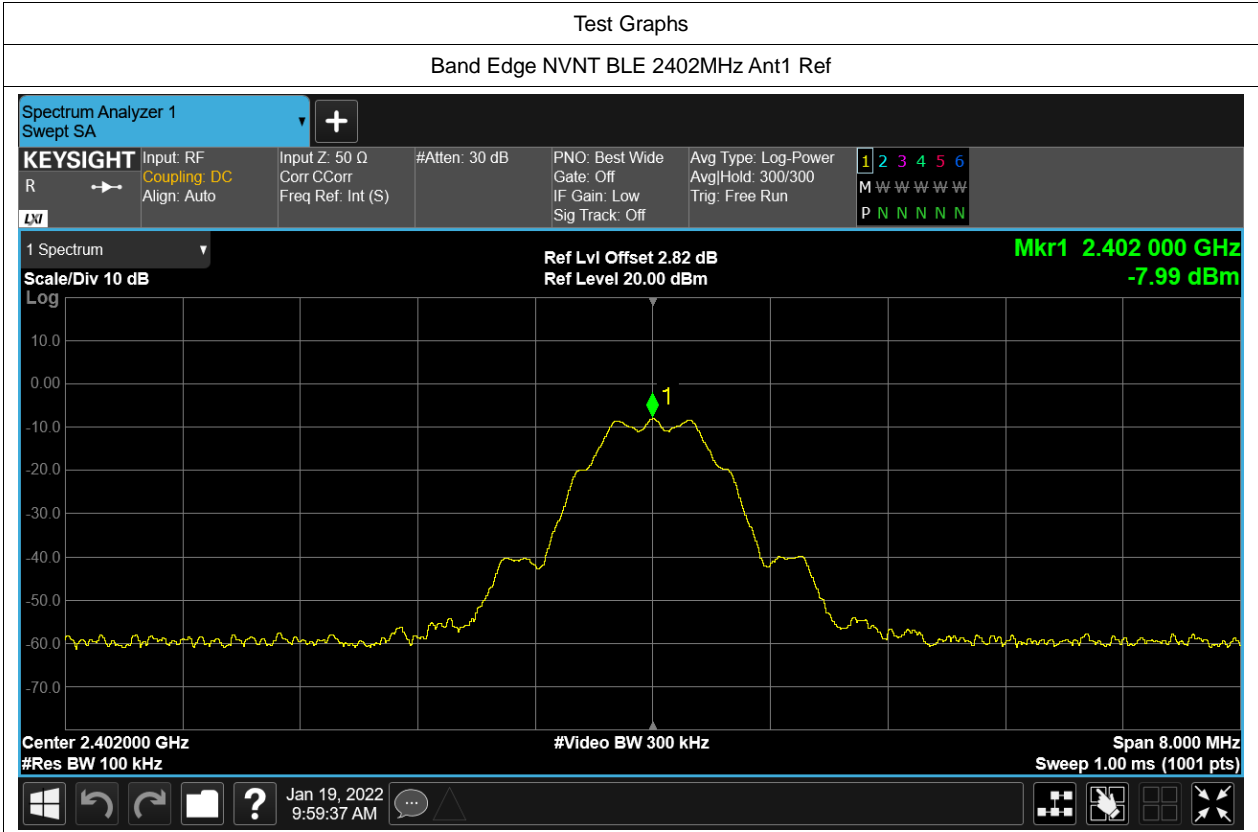 Test Graphs
Band Edge NVNT BLE 2402MHz Ant1 Ref
Spectrum Analyzer 1
Swept SA
+
KEYSIGHT
R
LXI
Input: RF
Coupling: DC
Align: Auto
Input Z: 50 Ω
Corr CCorr
Freq Ref: Int (S)
#Atten: 30 dB
PNO: Best Wide
Gate: Off
IF Gain: Low
Sig Track: Off
Avg Type: Log-Power
Avg|Hold: 300/300
Trig: Free Run
1 2 3 4 5 6
M W W W W W W
P N N N N N N
1 Spectrum
Scale/Div 10 dB
Ref Lvl Offset 2.82 dB
Ref Level 20.00 dBm
Mkr1 2.402 000 GHz
-7.99 dBm
Log
10.0
0.00
-10.0
-20.0
-30.0
-40.0
-50.0
-60.0
-70.0
1
Center 2.402000 GHz
#Res BW 100 kHz
#Video BW 300 kHz
Span 8.000 MHz
Sweep 1.00 ms (1001 pts)
?
Jan 19, 2022
9:59:37 AM